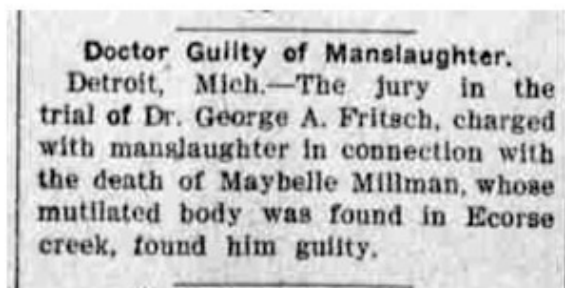 Doctor Guilty of Manslaughter.
Detroit, Mich.—The jury in the
trial of Dr. George A. Fritsch, charged
with manslaughter in connection with
the death of Maybelle Millman, whose
mutilated body was found in Ecorse
creek, found him guilty.